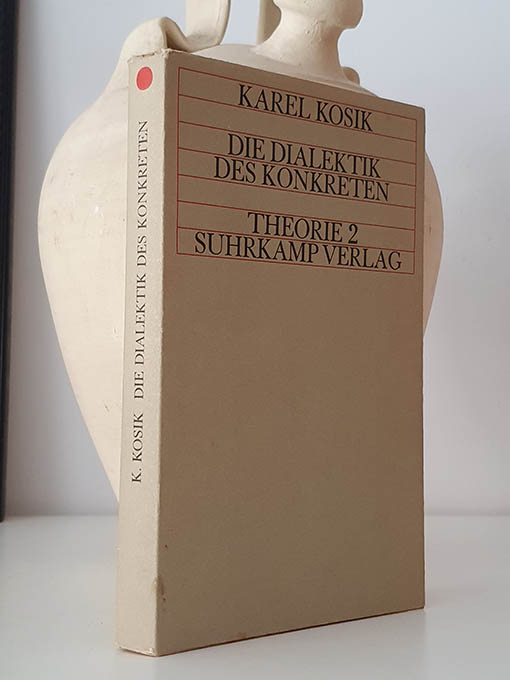 KAREL KOSIK
DIE DIALEKTIK
DES KONKRETEN
THEORIE 2
SUHRKAMP VERLAG
K. KOSIK DIE DIALEKTIK DES KONKRETEN